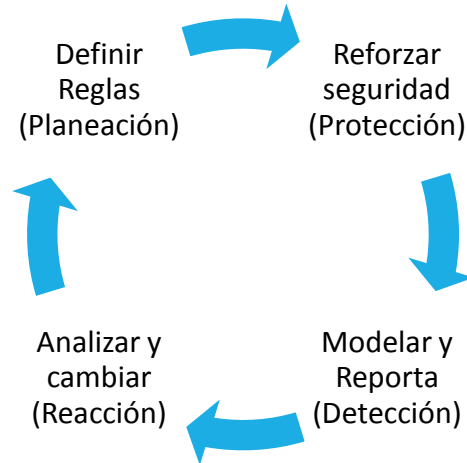 Definir
Reglas
(Planeación)
Reforzar
seguridad
(Protección)
Modelar y
Reporta
(Detección)
Analizar y
cambiar
(Reacción)